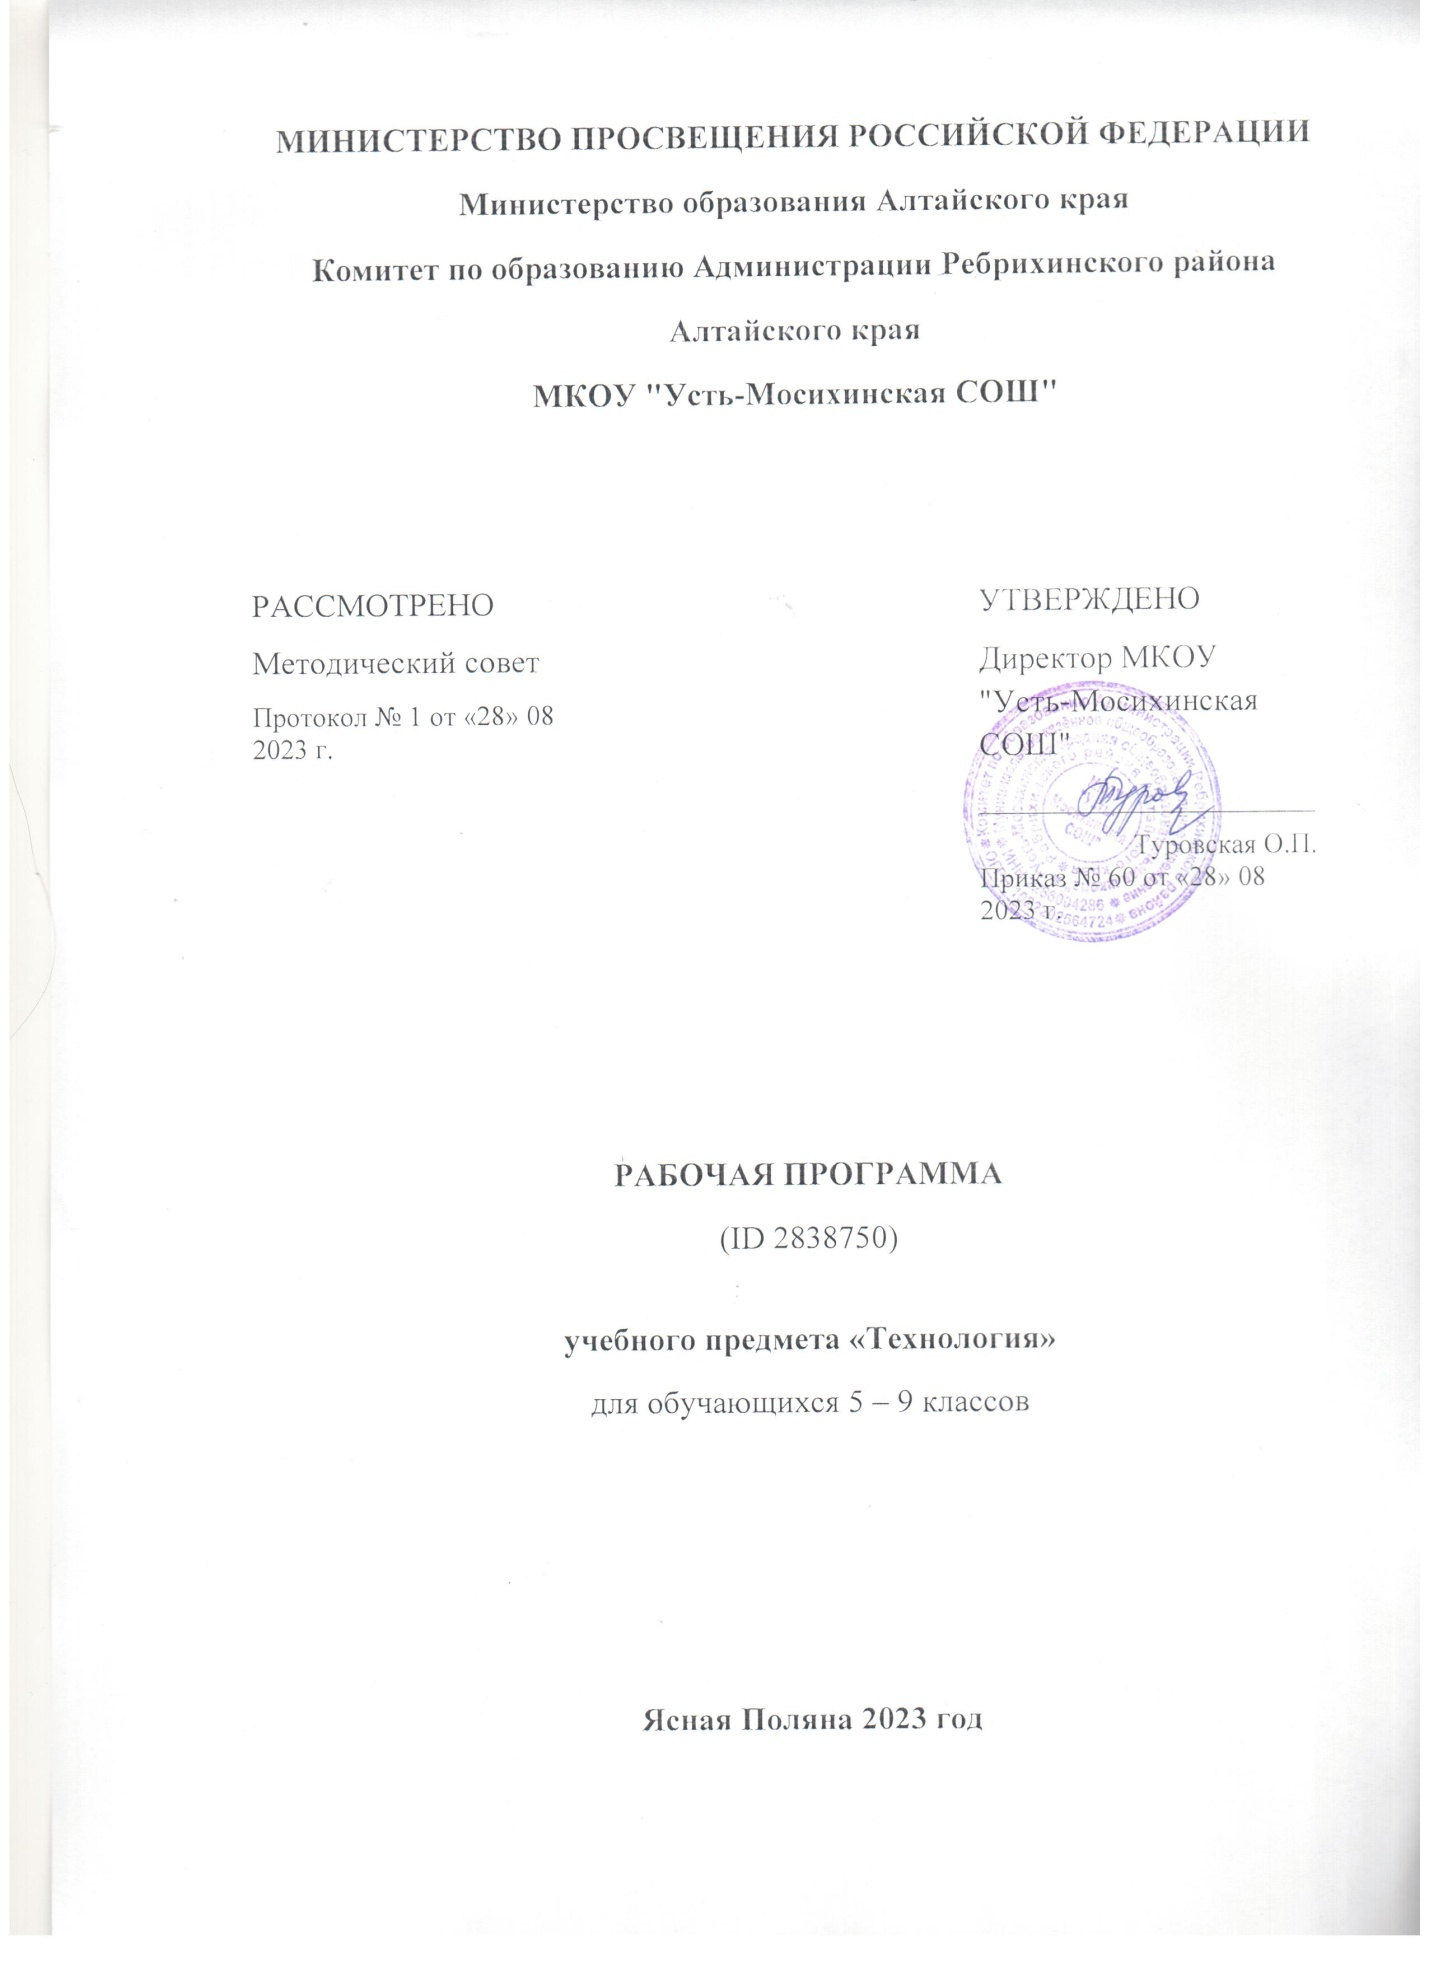 МИНИСТЕРСТВО ПРОСВЕЩЕНИЯ РОССИЙСКОЙ ФЕДЕРАЦИИ
Министерство образования Алтайского края
Комитет по образованию Администрации Ребрихинского района
Алтайского края
МКОУ "Усть-Мосихинская СОШ"
РАССМОТРЕНО
Методический совет
Протокол № 1 от «28» 08
2023 г.
УТВЕРЖДЕНО
Директор МКОУ
"Усть-Мосихинская
СОШ"
Туровская О.П.
Приказ № 60 от «28» 08
2023 г.
РАБОЧАЯ ПРОГРАММА
(ID 2838750)
учебного предмета «Технология»
для обучающихся 5 – 9 классов
Ясная Поляна 2023 год